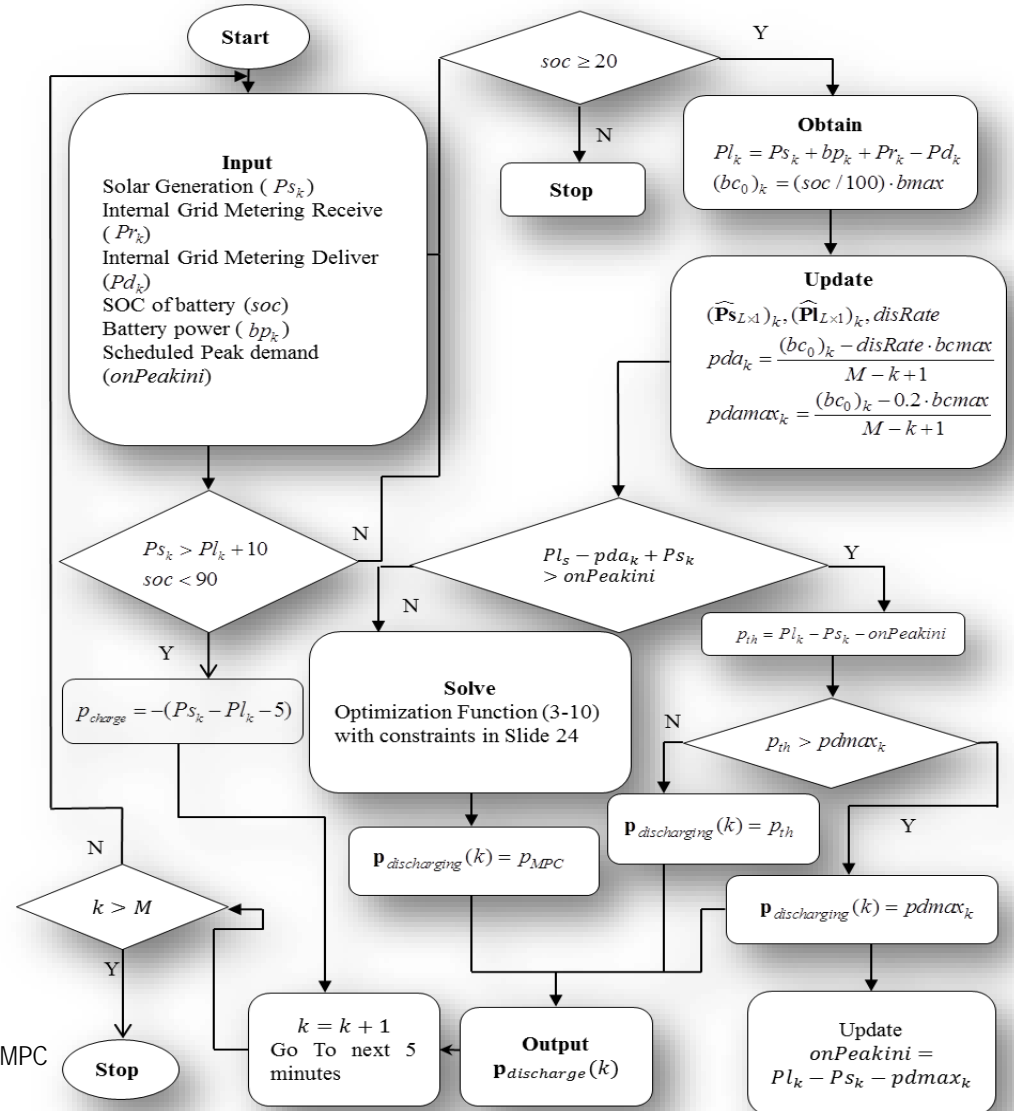 Start
Input
Solar Generation ( Ps_k)
Internal Grid Metering Receive
( Pr_k)
Internal Grid Metering Deliver
(Pd_k)
SOC of battery (soc)
Battery power ( bp_k)
Scheduled Peak demand
(onPeakini)
Ps_k > Pl_k + 10
soc < 90
N
Y
p_charge = −(Ps_k − Pl_k − 5)
soc ≥ 20
Y
N
Stop
Obtain
Pl_k = Ps_k + bp_k + Pr_k − Pd_k
(bc_0)_k = (soc / 100) · bmax
Update
(P̂s_L×1)_k, (P̂l_L×1)_k, disRate
pda_k = ((bc_0)_k − disRate · bcmax) / (M − k + 1)
pdamax_k = ((bc_0)_k − 0.2 · bcmax) / (M − k + 1)
Pl_s − pda_k + Ps_k
> onPeakini
Y
N
p_th = Pl_k − Ps_k − onPeakini
Solve
Optimization Function (3-10)
with constraints in Slide 24
p_th > pdmax_k
N
Y
p_discharging(k) = p_MPC
p_discharging(k) = p_th
p_discharging(k) = pdmax_k
Update
onPeakini =
Pl_k − Ps_k − pdmax_k
Output
p_discharge(k)
k = k + 1
Go To next 5
minutes
k > M
N
Y
Stop
MPC